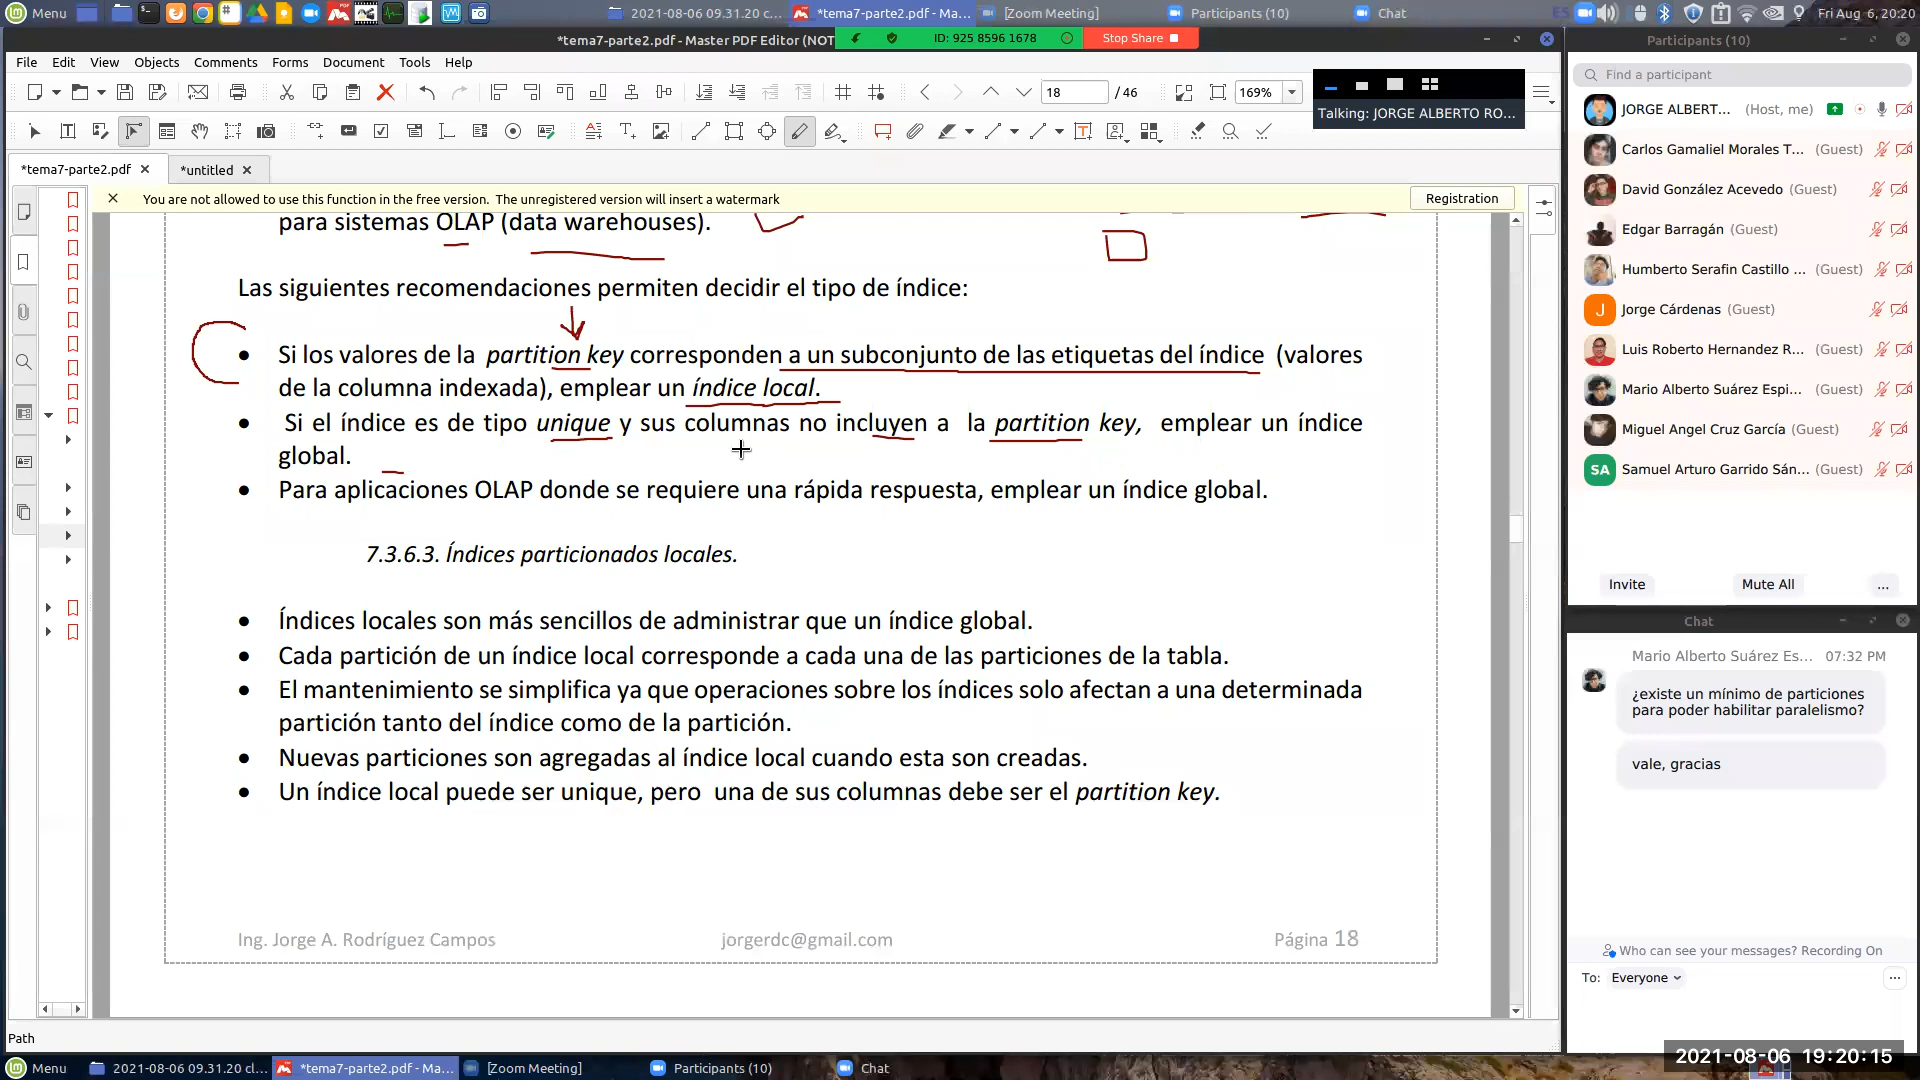 Menu
2021-08-06 09.31.20 c...
*tema7-parte2.pdf - Ma...
[Zoom Meeting]
Participants (10)
Chat
ES
Fri Aug 6, 20:20
*tema7-parte2.pdf - Master PDF Editor (NOT
ID: 925 8596 1678
Stop Share
File Edit View Objects Comments Forms Document Tools Help
18 / 46
169%
Talking: JORGE ALBERTO RO...
*tema7-parte2.pdf
*untitled
You are not allowed to use this function in the free version. The unregistered version will insert a watermark
Registration
para sistemas OLAP (data warehouses).
Las siguientes recomendaciones permiten decidir el tipo de índice:
• Si los valores de la partition key corresponden a un subconjunto de las etiquetas del índice (valores
de la columna indexada), emplear un índice local.
• Si el índice es de tipo unique y sus columnas no incluyen a la partition key, emplear un índice
global.
• Para aplicaciones OLAP donde se requiere una rápida respuesta, emplear un índice global.
7.3.6.3. Índices particionados locales.
• Índices locales son más sencillos de administrar que un índice global.
• Cada partición de un índice local corresponde a cada una de las particiones de la tabla.
• El mantenimiento se simplifica ya que operaciones sobre los índices solo afectan a una determinada
partición tanto del índice como de la partición.
• Nuevas particiones son agregadas al índice local cuando esta son creadas.
• Un índice local puede ser unique, pero una de sus columnas debe ser el partition key.
Ing. Jorge A. Rodríguez Campos
jorgerdc@gmail.com
Página 18
Path
Participants (10)
Find a participant
JORGE ALBERT... (Host, me)
Carlos Gamaliel Morales T... (Guest)
David González Acevedo (Guest)
Edgar Barragán (Guest)
Humberto Serafin Castillo ... (Guest)
J Jorge Cárdenas (Guest)
Luis Roberto Hernandez R... (Guest)
Mario Alberto Suárez Espi... (Guest)
Miguel Angel Cruz García (Guest)
SA Samuel Arturo Garrido Sán... (Guest)
Invite
Mute All
...
Chat
Mario Alberto Suárez Es... 07:32 PM
¿existe un mínimo de particiones
para poder habilitar paralelismo?
vale, gracias
Who can see your messages? Recording On
To: Everyone
2021-08-06 19:20:15
Menu
2021-08-06 09.31.20 cl...
*tema7-parte2.pdf - Ma...
[Zoom Meeting]
Participants (10)
Chat